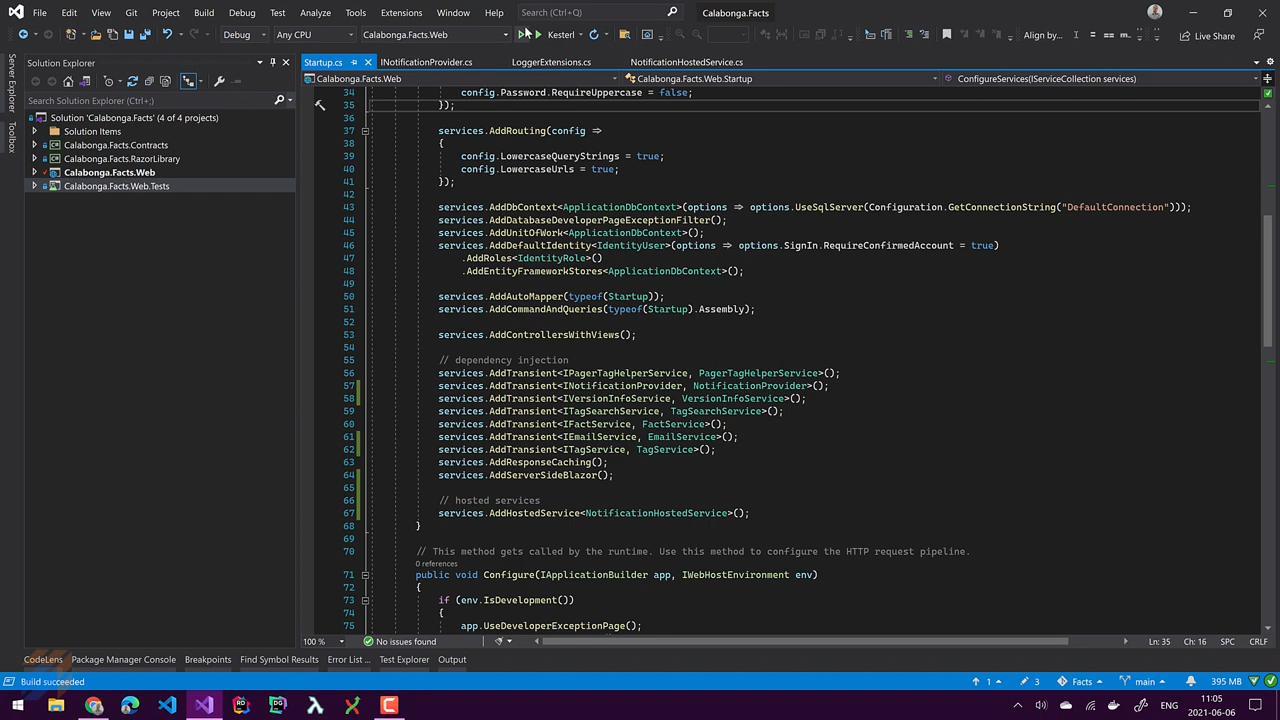 File Edit View Git Project Build Debug Test Analyze Tools Extensions Window Help Search (Ctrl+Q) Calabonga.Facts
Debug Any CPU Calabonga.Facts.Web Kesterl Align by... Live Share
Server Explorer
Toolbox
Solution Explorer
Search Solution Explorer (Ctrl+;)
Solution 'Calabonga.Facts' (4 of 4 projects)
Solution Items
Calabonga.Facts.Contracts
Calabonga.Facts.RazorLibrary
Calabonga.Facts.Web
Calabonga.Facts.Web.Tests
Startup.cs INotificationProvider.cs LoggerExtensions.cs NotificationHostedService.cs
Calabonga.Facts.Web Calabonga.Facts.Web.Startup ConfigureServices(IServiceCollection services)
34 config.Password.RequireUppercase = false;
35 });
36
37 services.AddRouting(config =>
38 {
39 config.LowercaseQueryStrings = true;
40 config.LowercaseUrls = true;
41 });
42
43 services.AddDbContext<ApplicationDbContext>(options => options.UseSqlServer(Configuration.GetConnectionString("DefaultConnection")));
44 services.AddDatabaseDeveloperPageExceptionFilter();
45 services.AddUnitOfWork<ApplicationDbContext>();
46 services.AddDefaultIdentity<IdentityUser>(options => options.SignIn.RequireConfirmedAccount = true)
47 .AddRoles<IdentityRole>()
48 .AddEntityFrameworkStores<ApplicationDbContext>();
49
50 services.AddAutoMapper(typeof(Startup));
51 services.AddCommandAndQueries(typeof(Startup).Assembly);
52
53 services.AddControllersWithViews();
54
55 // dependency injection
56 services.AddTransient<IPagerTagHelperService, PagerTagHelperService>();
57 services.AddTransient<INotificationProvider, NotificationProvider>();
58 services.AddTransient<IVersionInfoService, VersionInfoService>();
59 services.AddTransient<ITagSearchService, TagSearchService>();
60 services.AddTransient<IFactService, FactService>();
61 services.AddTransient<IEmailService, EmailService>();
62 services.AddTransient<ITagService, TagService>();
63 services.AddResponseCaching();
64 services.AddServerSideBlazor();
65
66 // hosted services
67 services.AddHostedService<NotificationHostedService>();
68 }
69
70 // This method gets called by the runtime. Use this method to configure the HTTP request pipeline.
0 references
71 public void Configure(IApplicationBuilder app, IWebHostEnvironment env)
72 {
73 if (env.IsDevelopment())
74 {
75 app.UseDeveloperExceptionPage();
100 % No issues found Ln: 35 Ch: 16 SPC CRLF
CodeLens Package Manager Console Breakpoints Find Symbol Results Error List ... Test Explorer Output
Build succeeded 1 3 Facts main 395 MB
ENG 11:05
2021-06-06